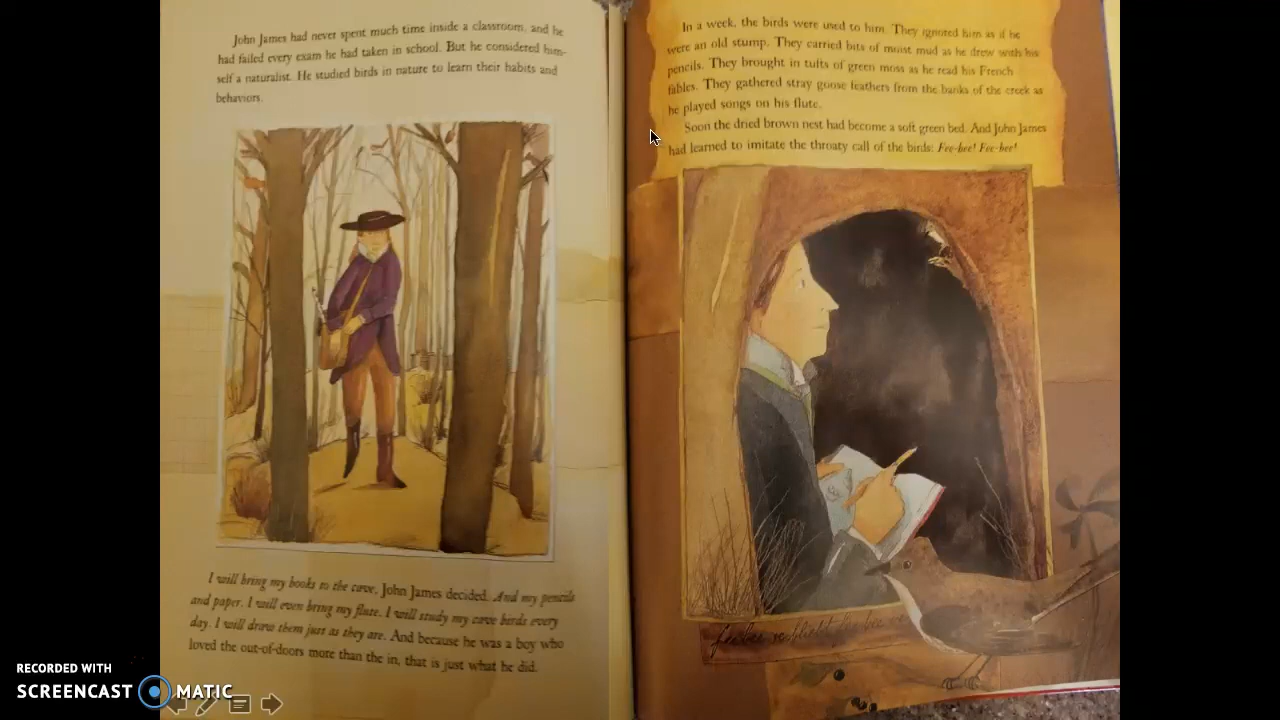 John James had never spent much time inside a classroom, and he
had failed every exam he had taken in school. But he considered him-
self a naturalist. He studied birds in nature to learn their habits and
behaviors.
I will bring my books to the cave, John James decided. And my pencils
and paper. I will even bring my flute. I will study my cave birds every
day. I will draw them just as they are. And because he was a boy who
loved the out-of-doors more than the in, that is just what he did.
In a week, the birds were used to him. They ignored him as if he
were an old stump. They carried bits of moist mud as he drew with his
pencils. They brought in tufts of green moss as he read his French
fables. They gathered stray goose feathers from the banks of the creek as
he played songs on his flute.
Soon the dried brown nest had become a soft green bed. And John James
had learned to imitate the throaty call of the birds: Fee-bee! Fee-bee!
RECORDED WITH
SCREENCAST MATIC